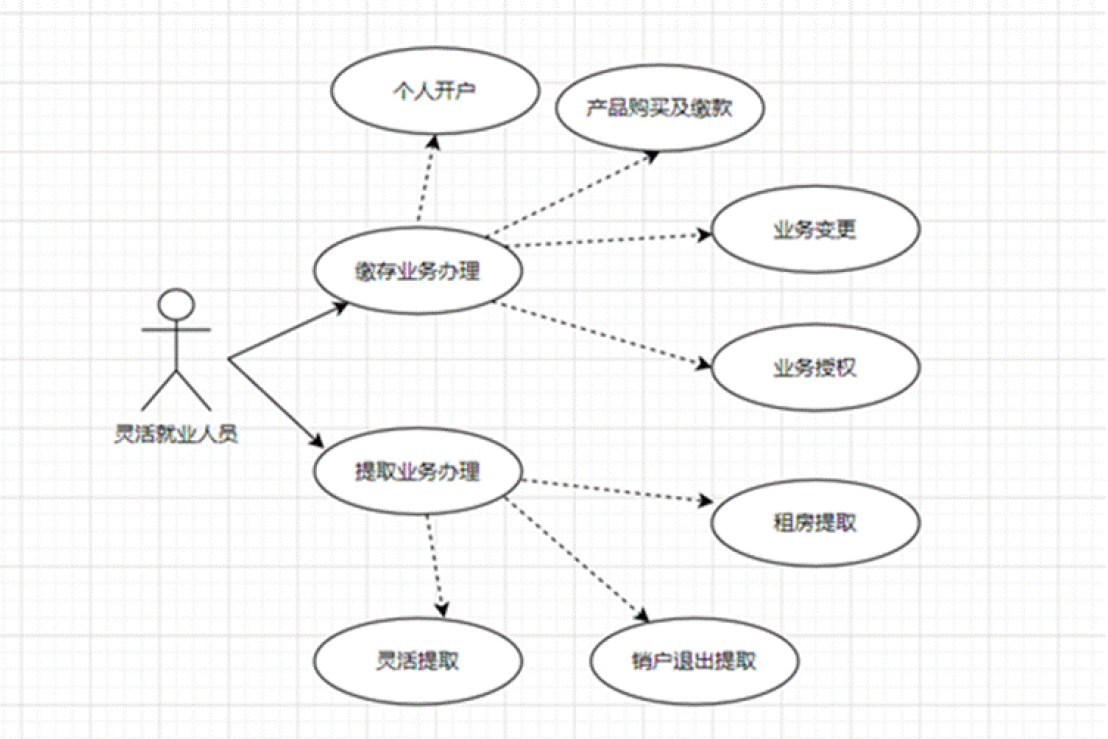 个人开户
产品购买及缴款
业务变更
缴存业务办理
业务授权
灵活就业人员
提取业务办理
租房提取
灵活提取
销户退出提取